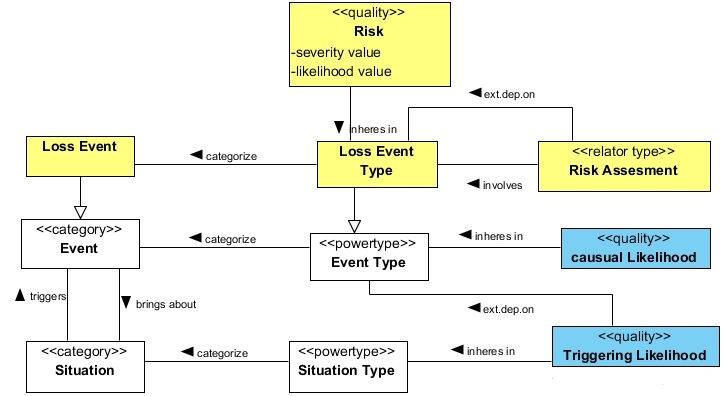 <<quality>>
Risk
-severity value
-likelihood value
ext.dep.on
inheres in
Loss Event
categorize
Loss Event
Type
<<relator type>>
Risk Assesment
involves
<<category>>
Event
categorize
<<powertype>>
Event Type
inheres in
<<quality>>
causual Likelihood
triggers
brings about
ext.dep.on
<<category>>
Situation
categorize
<<powertype>>
Situation Type
inheres in
<<quality>>
Triggering Likelihood